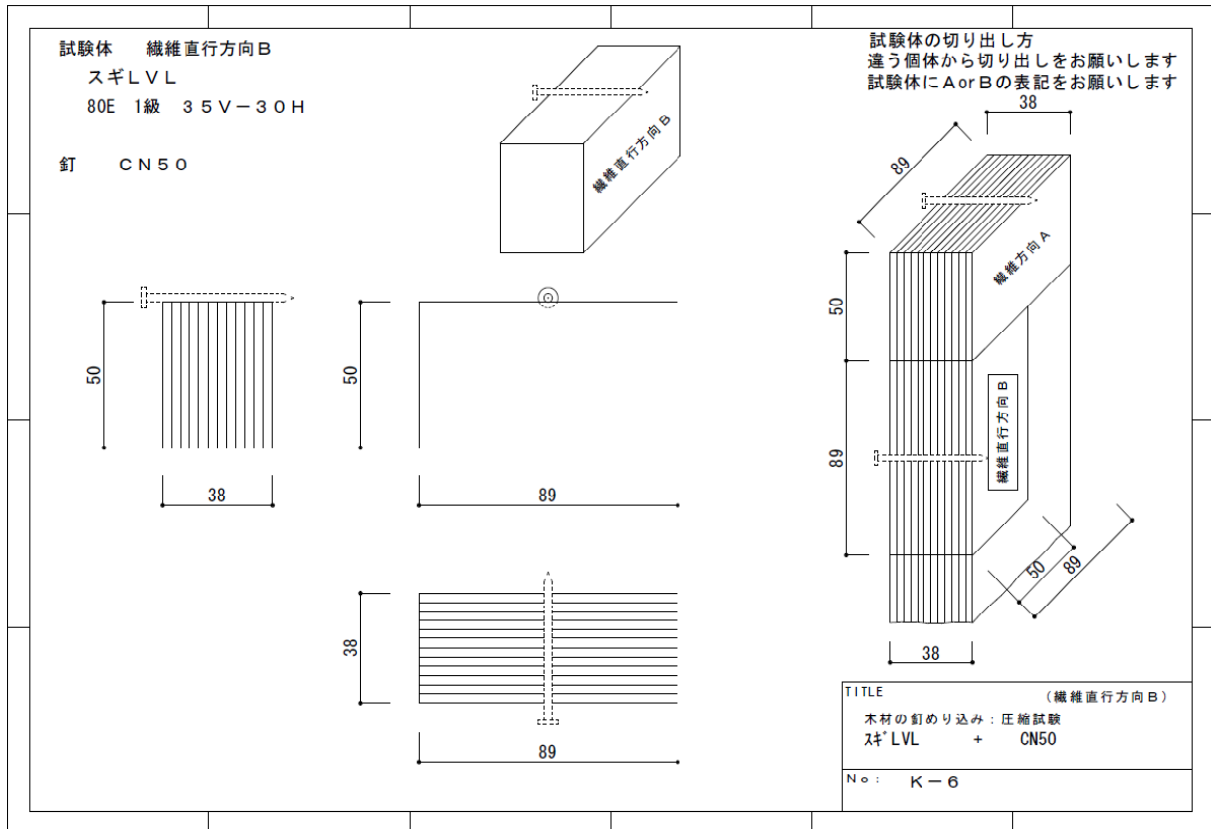 試験体　繊維直行方向B
スギLVL
80E 1級 35V－30H
釘　CN50
試験体の切り出し方
違う個体から切り出しをお願いします
試験体にAorBの表記をお願いします
繊維直行方向B
38
89
繊維方向A
50
89
繊維直行方向B
50
89
38
50
38
50
89
38
89
TITLE
(繊維直行方向B)
木材の釘めり込み：圧縮試験
スギLVL　+　CN50
No：　K－6